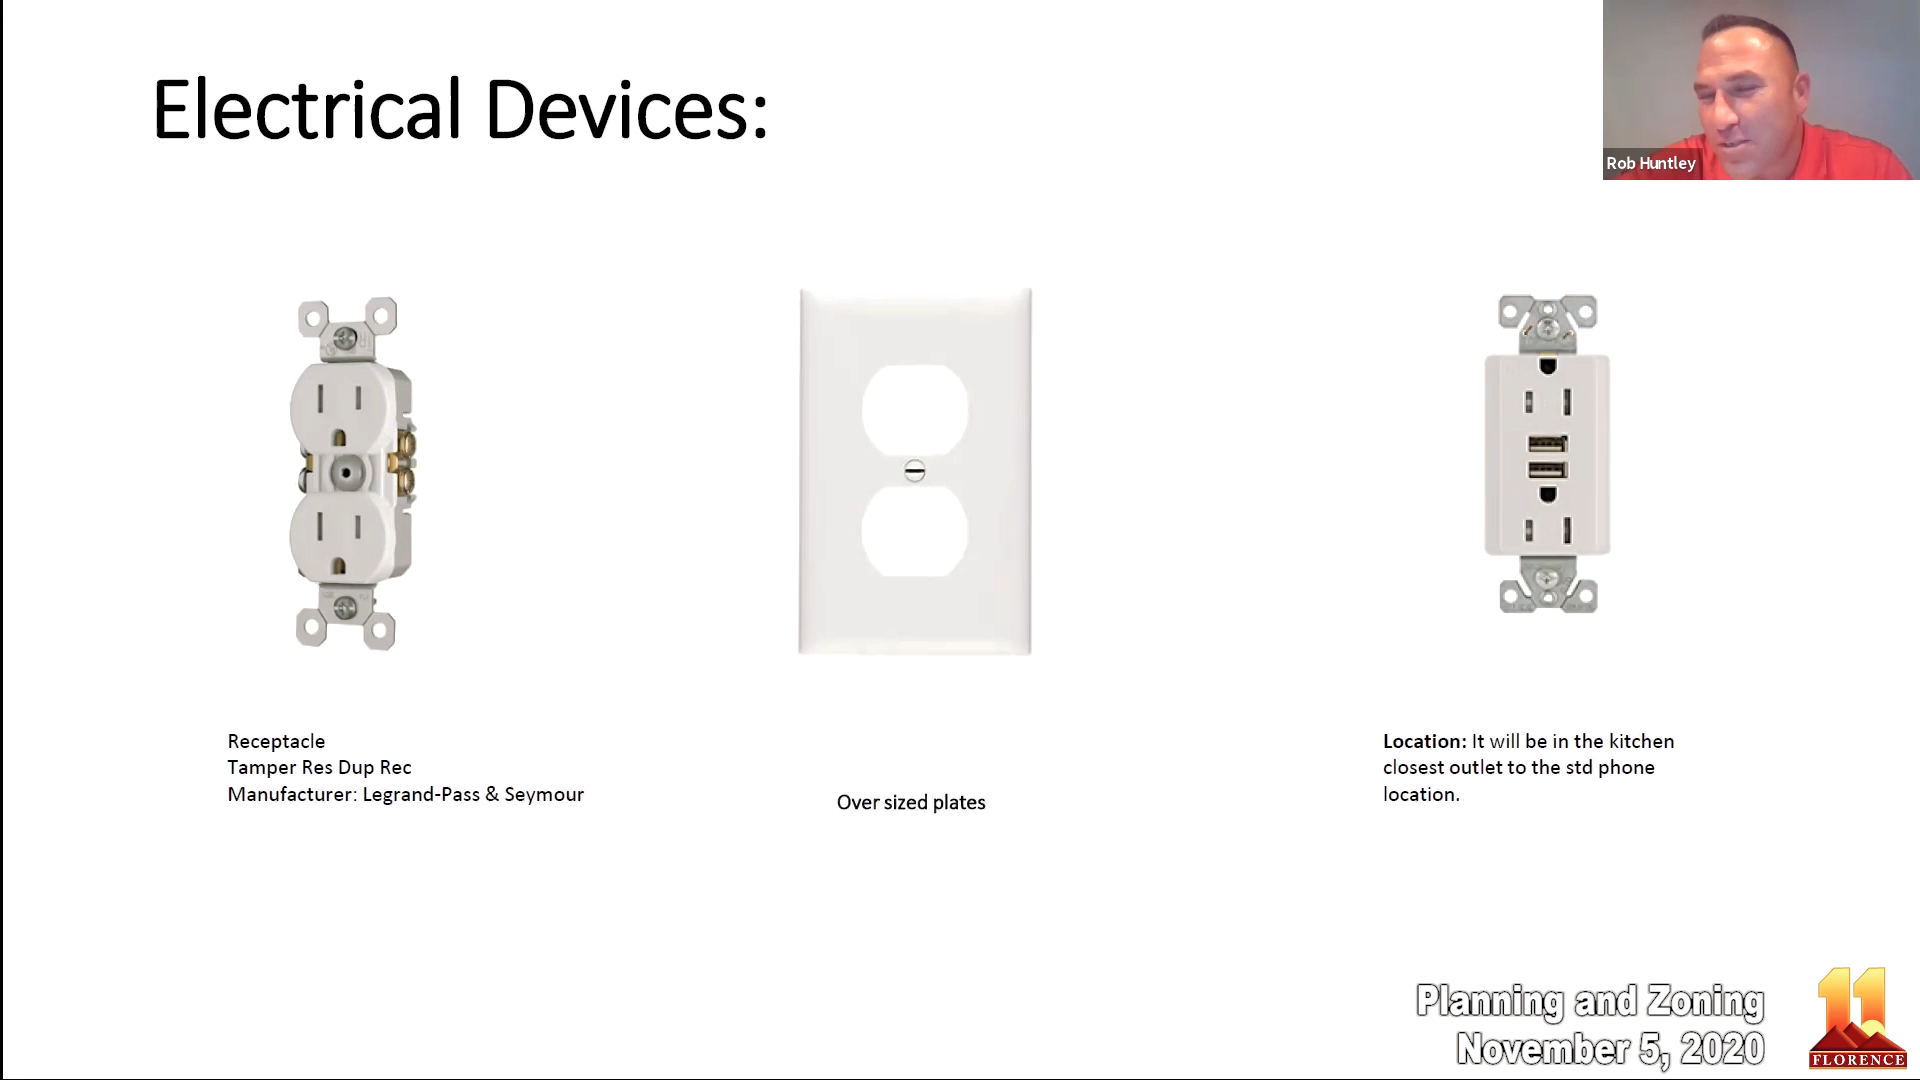 Electrical Devices:
Rob Huntley
Receptacle
Tamper Res Dup Rec
Manufacturer: Legrand-Pass & Seymour
Over sized plates
Location: It will be in the kitchen
closest outlet to the std phone
location.
Planning and Zoning
November 5, 2020
11
FLORENCE